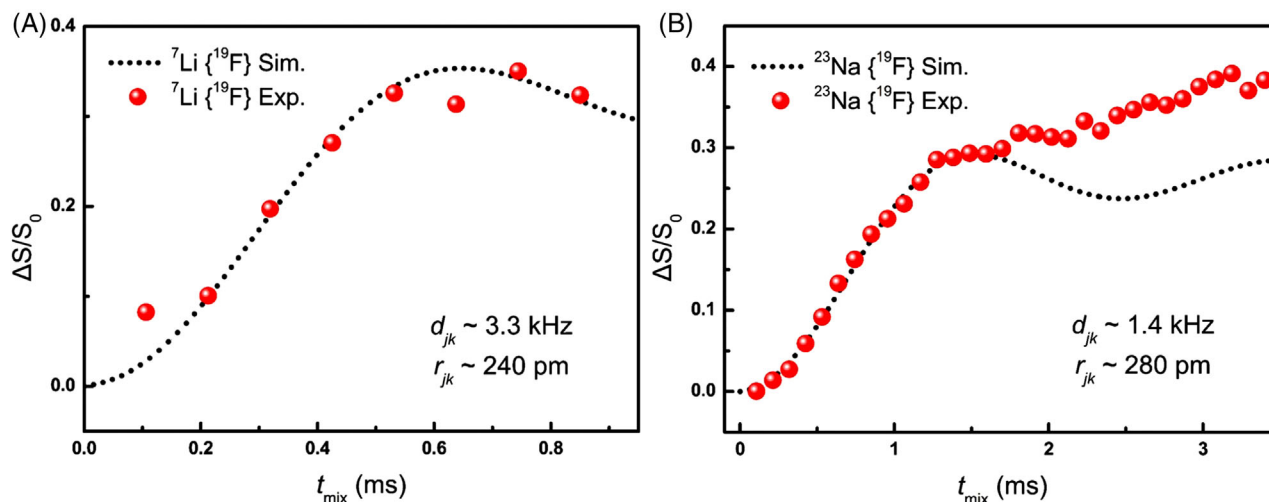 (A)
0.4
0.2
0.0
ΔS/S₀
⁷Li {¹⁹F} Sim.
⁷Li {¹⁹F} Exp.
d_jk ~ 3.3 kHz
r_jk ~ 240 pm
0.0 0.2 0.4 0.6 0.8
t_mix (ms)
(B)
0.4
0.3
0.2
0.1
0.0
ΔS/S₀
²³Na {¹⁹F} Sim.
²³Na {¹⁹F} Exp.
d_jk ~ 1.4 kHz
r_jk ~ 280 pm
0 1 2 3
t_mix (ms)